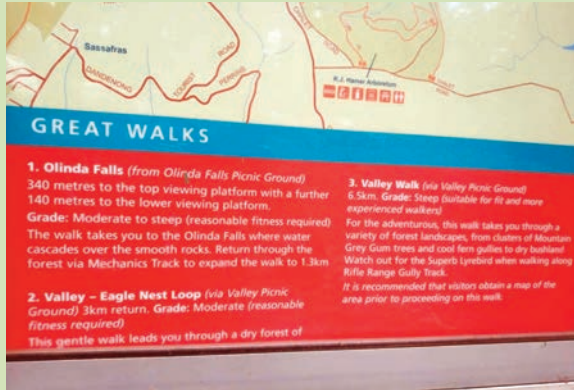 Sassafras
DANDENONG
TOURIST
ROAD
PERRINS
ROAD
R.J. Hamer Arboretum
GREAT WALKS
1. Olinda Falls (from Olinda Falls Picnic Ground)
340 metres to the top viewing platform with a further
140 metres to the lower viewing platform.
Grade: Moderate to steep (reasonable fitness required)
The walk takes you to the Olinda Falls where water
cascades over the smooth rocks. Return through the
forest via Mechanics Track to expand the walk to 1.3km
2. Valley – Eagle Nest Loop (via Valley Picnic
Ground) 3km return. Grade: Moderate (reasonable
fitness required)
This gentle walk leads you through a dry forest of
3. Valley Walk (via Valley Picnic Ground)
6.5km. Grade: Steep (suitable for fit and more
experienced walkers)
For the adventurous, this walk takes you through a
variety of forest landscapes, from clusters of Mountain
Grey Gum trees and cool fern gullies to dry bushland
Watch out for the Superb Lyrebird when walking along
Rifle Range Gully Track.
It is recommended that visitors obtain a map of the
area prior to proceeding on this walk.